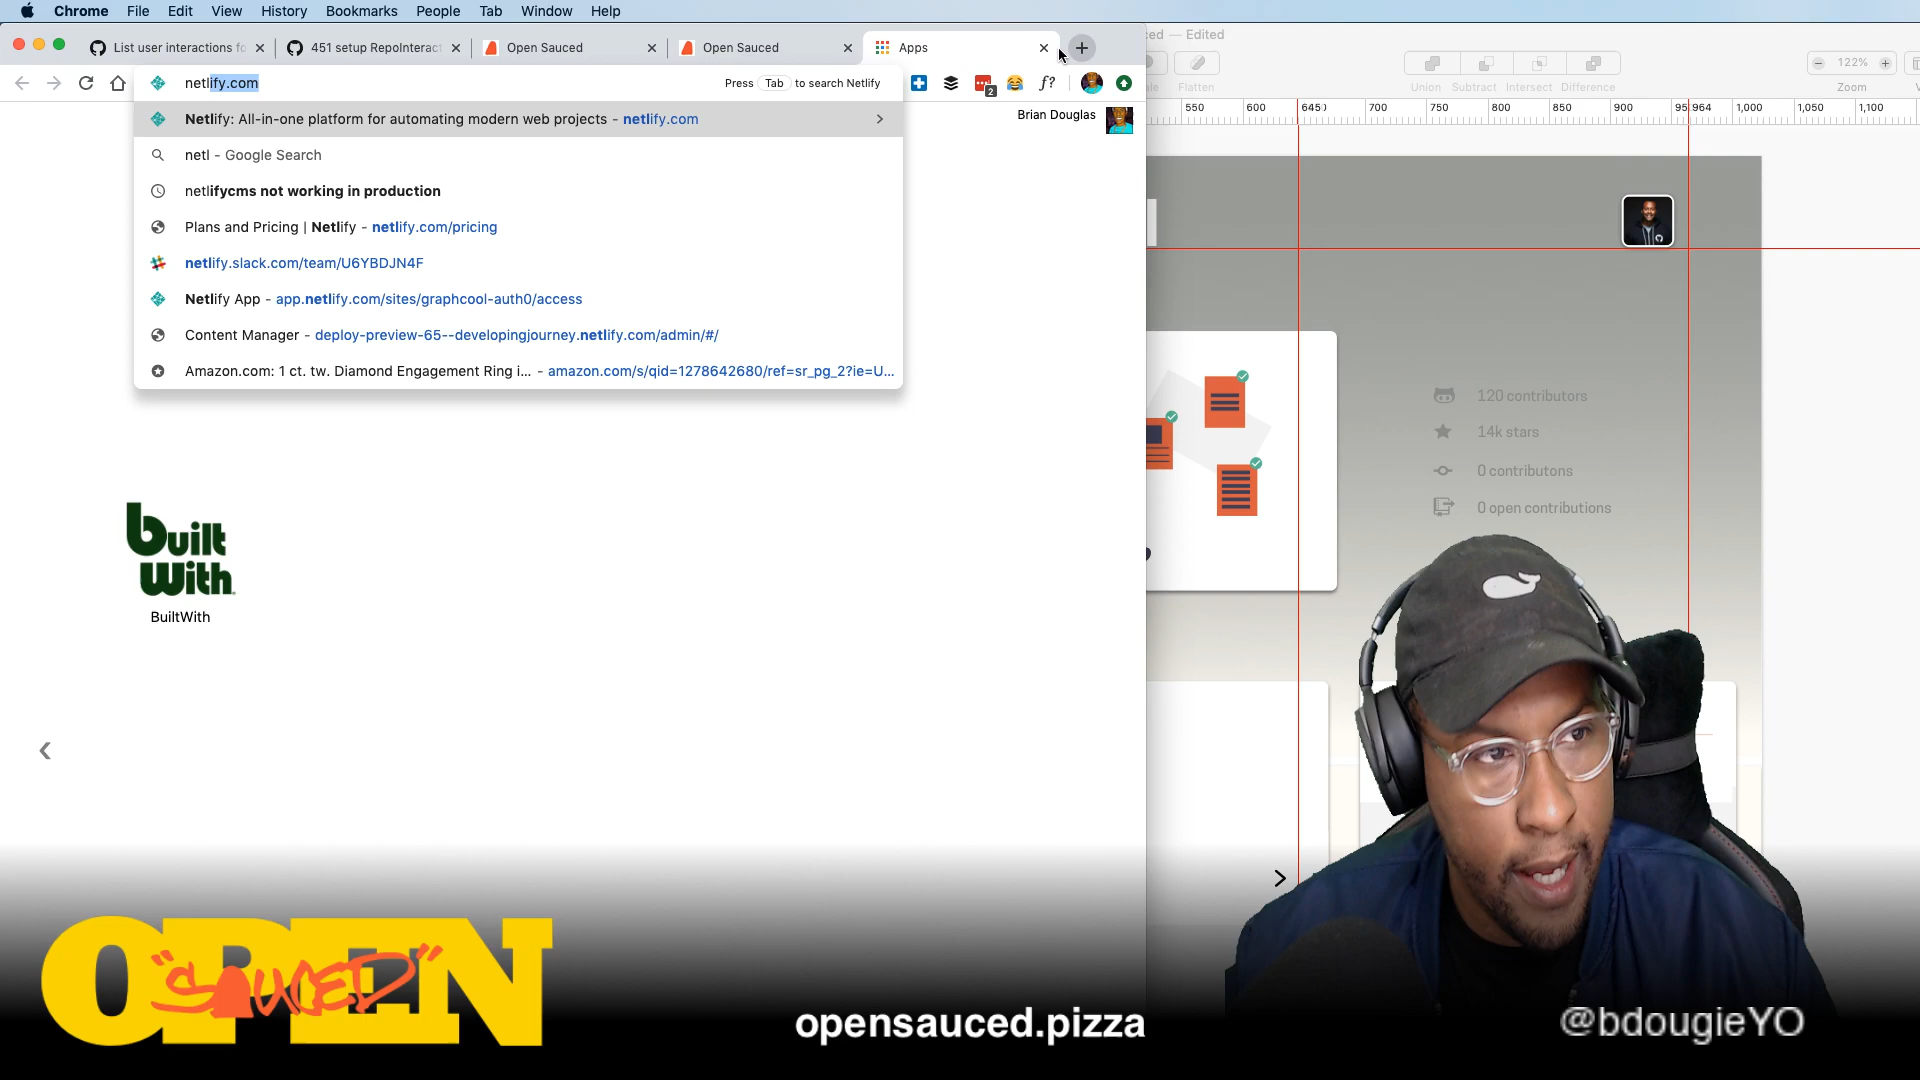 Chrome File Edit View History Bookmarks People Tab Window Help
List user interactions fo
451 setup RepoInterac
Open Sauced
Open Sauced
Apps
ced — Edited
netlify.com
Press Tab to search Netlify
2
f?
Flatten
Union Subtract Intersect Difference
122%
Zoom
550 600 645 700 750 800 850 900 964 1,000 1,050 1,100
Netlify: All-in-one platform for automating modern web projects - netlify.com
Brian Douglas
netl - Google Search
netlifycms not working in production
Plans and Pricing | Netlify - netlify.com/pricing
netlify.slack.com/team/U6YBDJN4F
Netlify App - app.netlify.com/sites/graphcool-auth0/access
Content Manager - deploy-preview-65--developingjourney.netlify.com/admin/#/
Amazon.com: 1 ct. tw. Diamond Engagement Ring i... - amazon.com/s/qid=1278642680/ref=sr_pg_2?ie=U...
120 contributors
14k stars
0 contributons
0 open contributions
built
with
BuiltWith
OPEN
"SAUCED"
opensauced.pizza
@bdougieYO